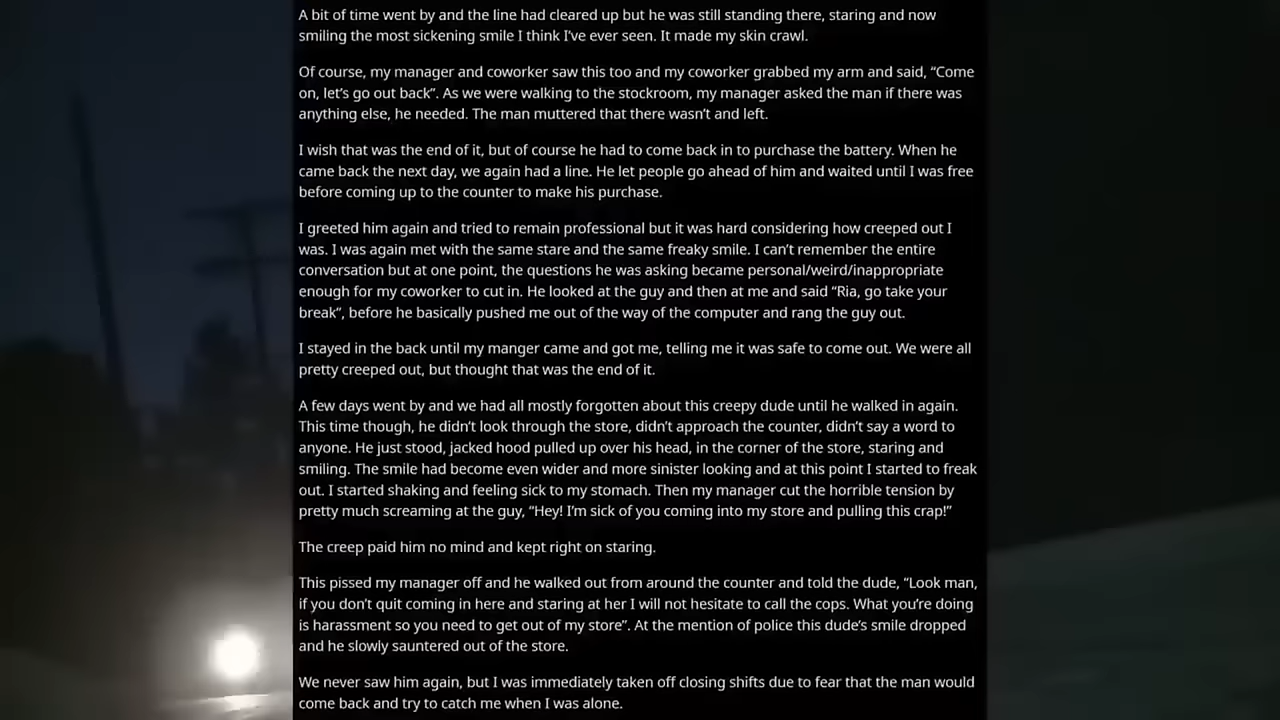 A bit of time went by and the line had cleared up but he was still standing there, staring and now
smiling the most sickening smile I think I’ve ever seen. It made my skin crawl.
Of course, my manager and coworker saw this too and my coworker grabbed my arm and said, “Come
on, let’s go out back”. As we were walking to the stockroom, my manager asked the man if there was
anything else, he needed. The man muttered that there wasn’t and left.
I wish that was the end of it, but of course he had to come back in to purchase the battery. When he
came back the next day, we again had a line. He let people go ahead of him and waited until I was free
before coming up to the counter to make his purchase.
I greeted him again and tried to remain professional but it was hard considering how creeped out I
was. I was again met with the same stare and the same freaky smile. I can’t remember the entire
conversation but at one point, the questions he was asking became personal/weird/inappropriate
enough for my coworker to cut in. He looked at the guy and then at me and said “Ria, go take your
break”, before he basically pushed me out of the way of the computer and rang the guy out.
I stayed in the back until my manger came and got me, telling me it was safe to come out. We were all
pretty creeped out, but thought that was the end of it.
A few days went by and we had all mostly forgotten about this creepy dude until he walked in again.
This time though, he didn’t look through the store, didn’t approach the counter, didn’t say a word to
anyone. He just stood, jacked hood pulled up over his head, in the corner of the store, staring and
smiling. The smile had become even wider and more sinister looking and at this point I started to freak
out. I started shaking and feeling sick to my stomach. Then my manager cut the horrible tension by
pretty much screaming at the guy, “Hey! I’m sick of you coming into my store and pulling this crap!”
The creep paid him no mind and kept right on staring.
This pissed my manager off and he walked out from around the counter and told the dude, “Look man,
if you don’t quit coming in here and staring at her I will not hesitate to call the cops. What you’re doing
is harassment so you need to get out of my store”. At the mention of police this dude’s smile dropped
and he slowly sauntered out of the store.
We never saw him again, but I was immediately taken off closing shifts due to fear that the man would
come back and try to catch me when I was alone.